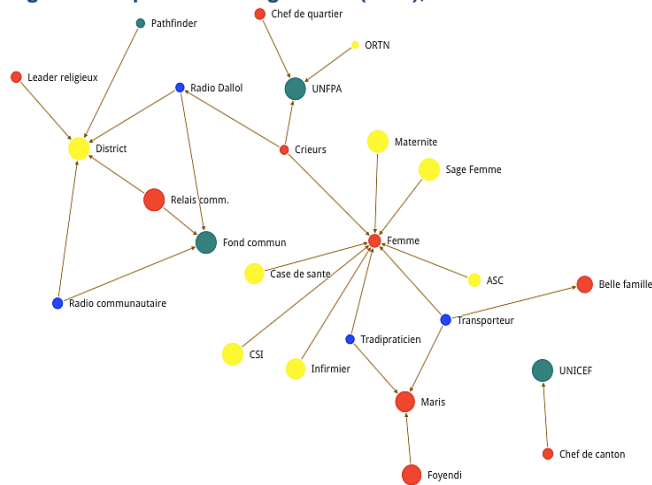 Chef de quartier
Pathfinder
ORTN
Leader religieux
Radio Dallol
UNFPA
Maternite
District
Crieurs
Sage Femme
Relais comm.
Fond commun
Femme
Case de sante
ASC
Belle famille
Radio communautaire
Transporteur
Tradipraticien
CSI
Infirmier
UNICEF
Maris
Chef de canton
Foyendi